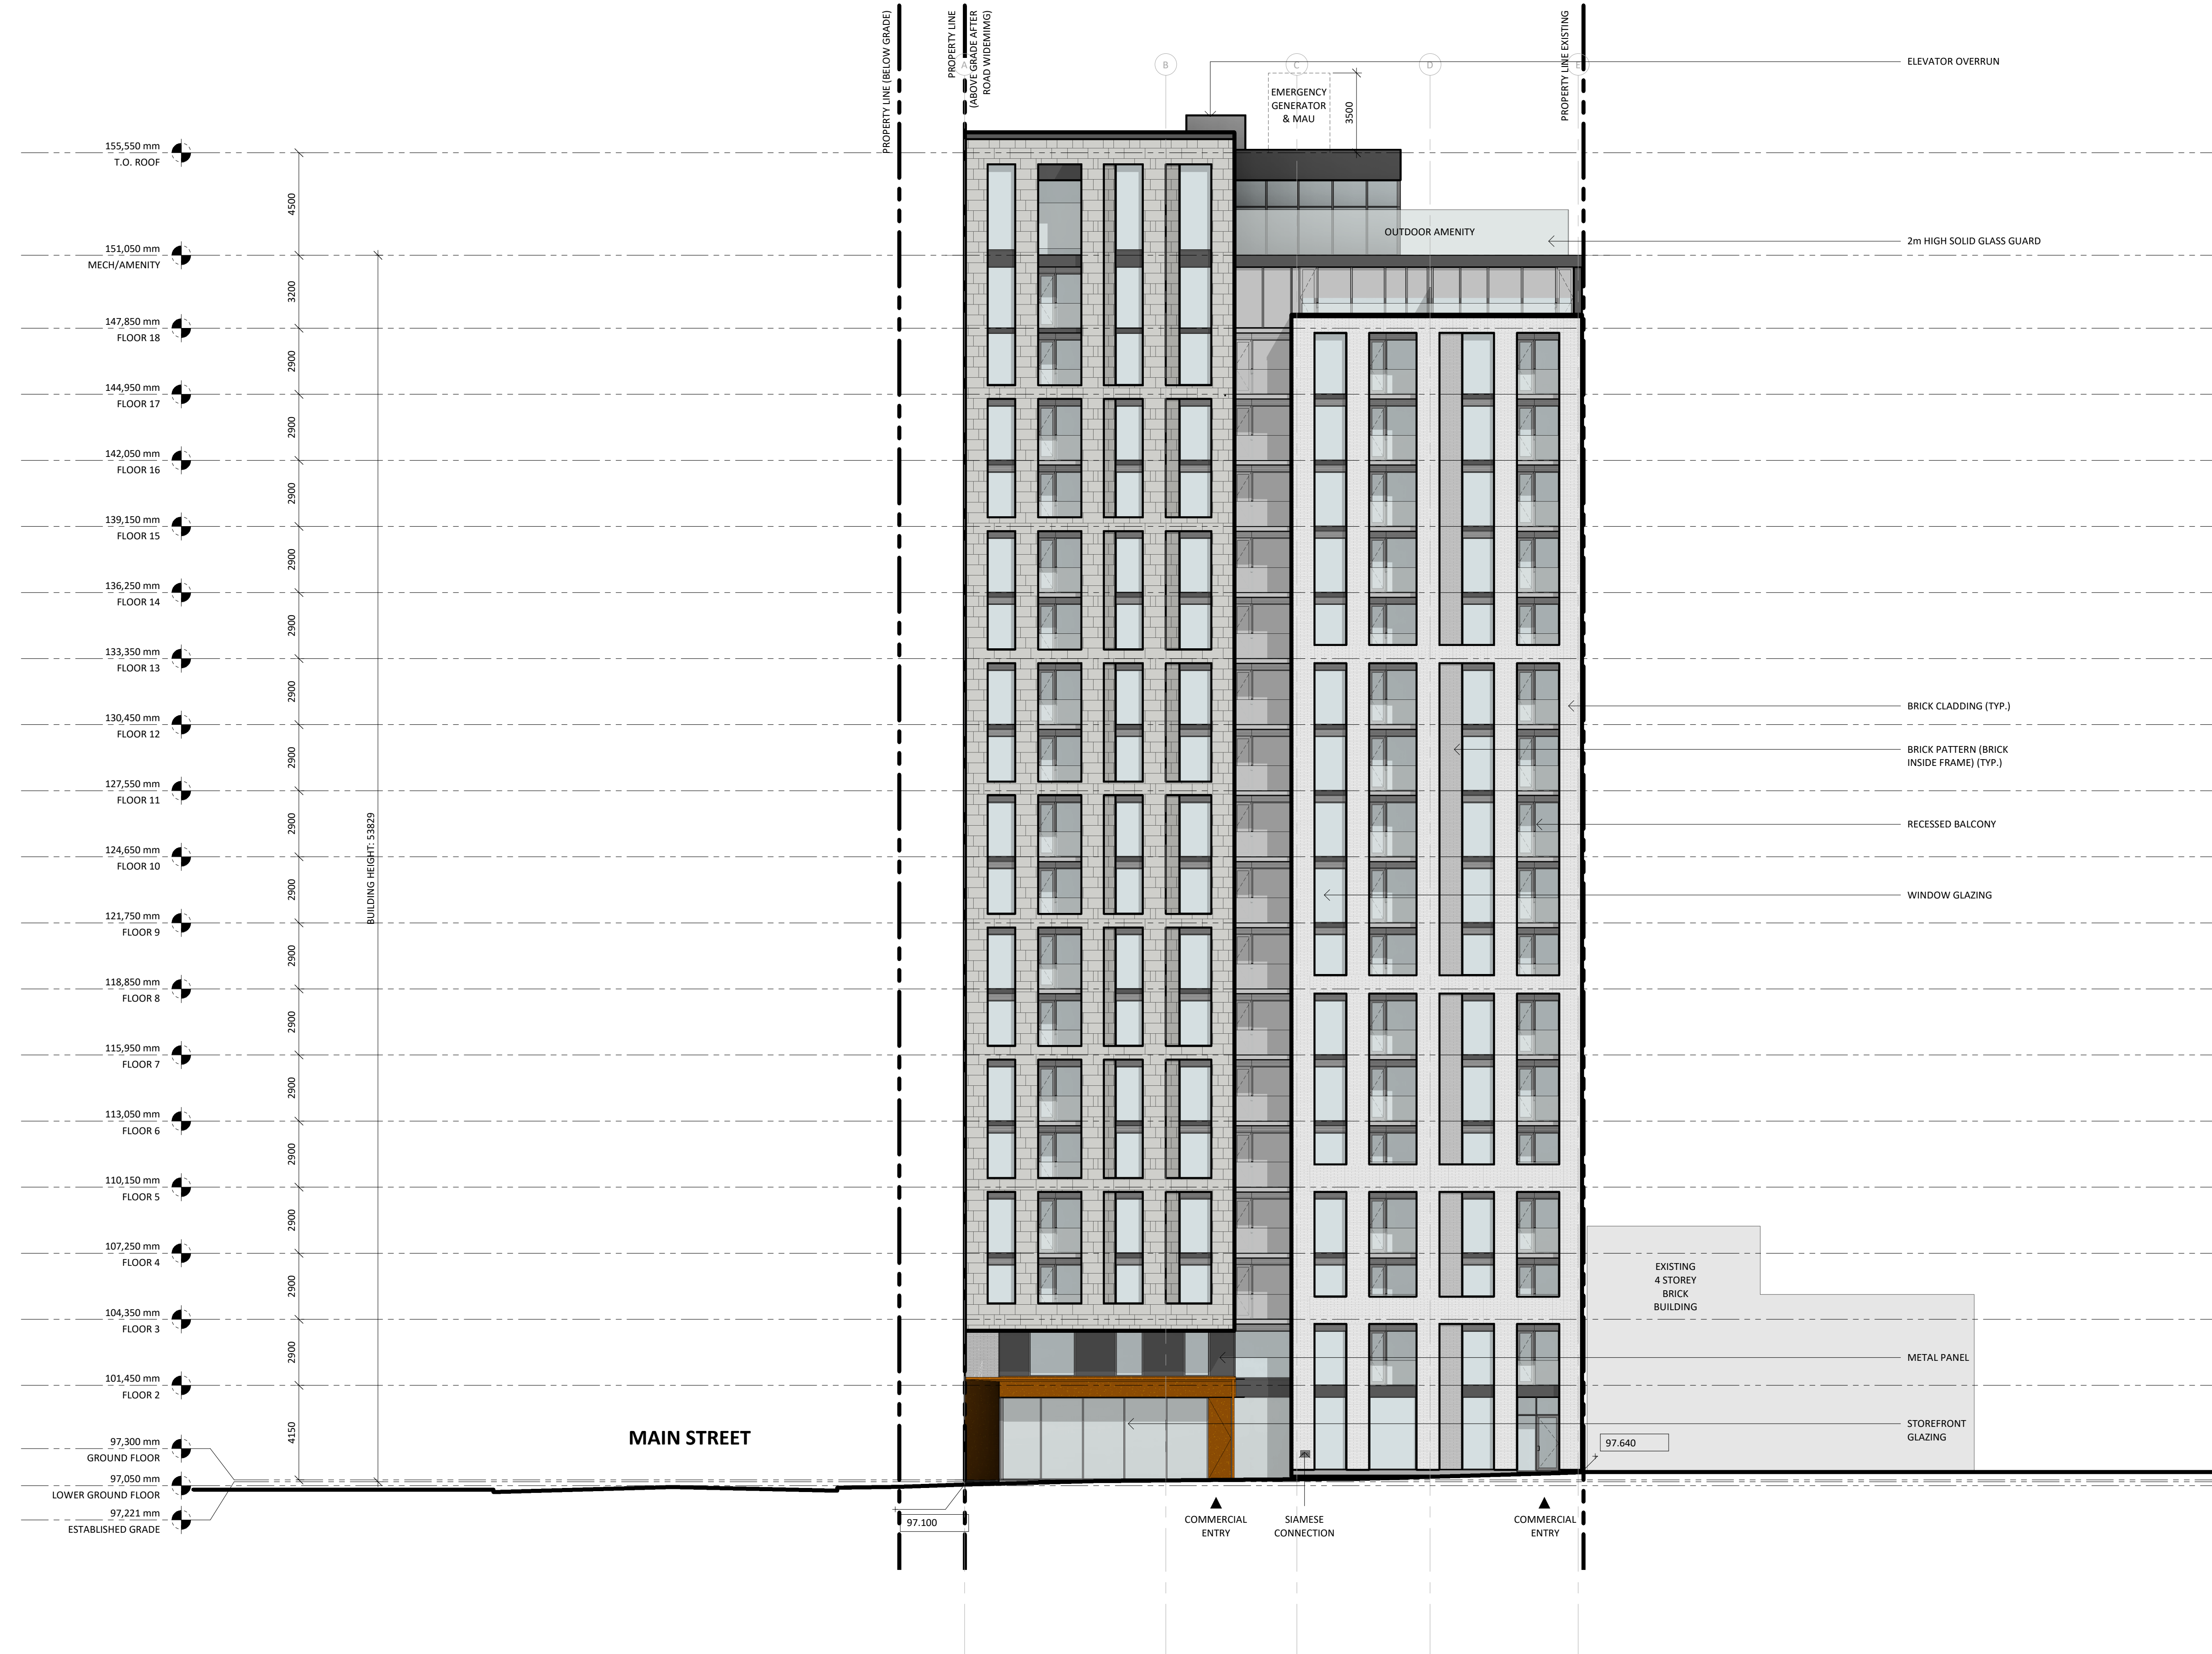 PROPERTY LINE (BELOW GRADE)
PROPERTY LINE
(ABOVE GRADE AFTER
ROAD WIDEMIMG)
PROPERTY LINE EXISTING
A
B
C
D
E
ELEVATOR OVERRUN
EMERGENCY
GENERATOR
& MAU
3500
155,550 mm
T.O. ROOF
4500
OUTDOOR AMENITY
2m HIGH SOLID GLASS GUARD
151,050 mm
MECH/AMENITY
3200
147,850 mm
FLOOR 18
2900
144,950 mm
FLOOR 17
2900
142,050 mm
FLOOR 16
2900
139,150 mm
FLOOR 15
2900
136,250 mm
FLOOR 14
2900
133,350 mm
FLOOR 13
2900
BRICK CLADDING (TYP.)
130,450 mm
FLOOR 12
BRICK PATTERN (BRICK
INSIDE FRAME) (TYP.)
2900
127,550 mm
FLOOR 11
2900
RECESSED BALCONY
124,650 mm
FLOOR 10
BUILDING HEIGHT: 53829
2900
WINDOW GLAZING
121,750 mm
FLOOR 9
2900
118,850 mm
FLOOR 8
2900
115,950 mm
FLOOR 7
2900
113,050 mm
FLOOR 6
2900
110,150 mm
FLOOR 5
2900
107,250 mm
FLOOR 4
EXISTING
4 STOREY
BRICK
BUILDING
2900
104,350 mm
FLOOR 3
2900
METAL PANEL
101,450 mm
FLOOR 2
4150
STOREFRONT
GLAZING
MAIN STREET
97,300 mm
GROUND FLOOR
97.640
97,050 mm
LOWER GROUND FLOOR
97,221 mm
ESTABLISHED GRADE
97.100
COMMERCIAL
ENTRY
SIAMESE
CONNECTION
COMMERCIAL
ENTRY